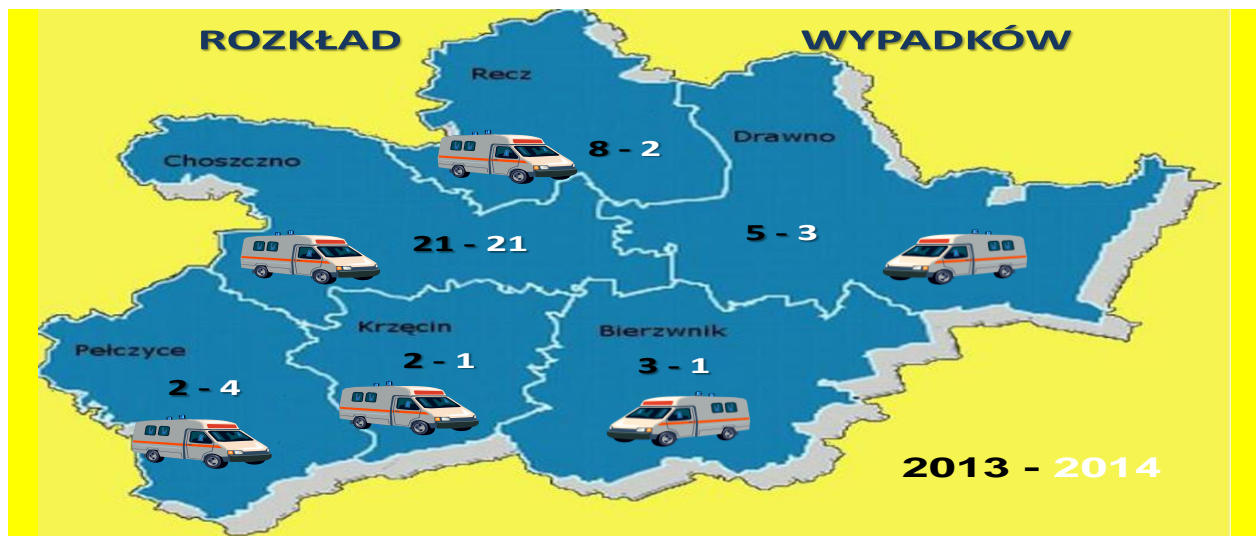 ROZKŁAD WYPADKÓW
Recz
8 - 2
Drawno
5 - 3
Choszczno
21 - 21
Pełczyce
2 - 4
Krzęcin
2 - 1
Bierzwnik
3 - 1
2013 - 2014